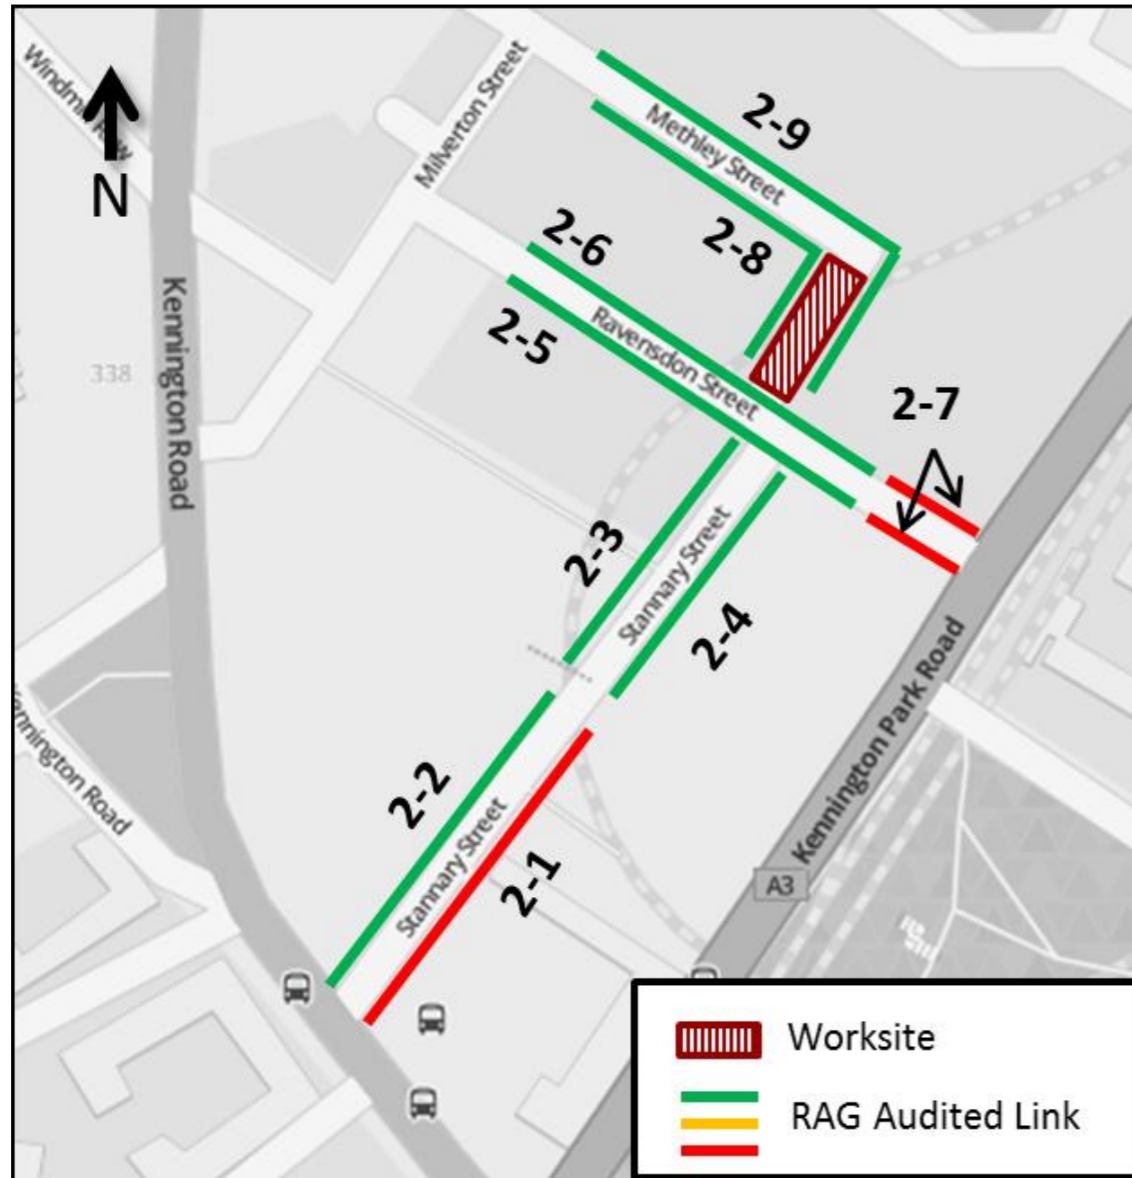 Windmill Row
N
Milverton Street
Methley Street
2-9
2-8
2-6
2-5
Ravensdon Street
2-7
Kennington Road
338
2-3
Stannary Street
2-4
Kennington Park Road
A3
Kennington Road
2-2
Stannary Street
2-1
Worksite
RAG Audited Link